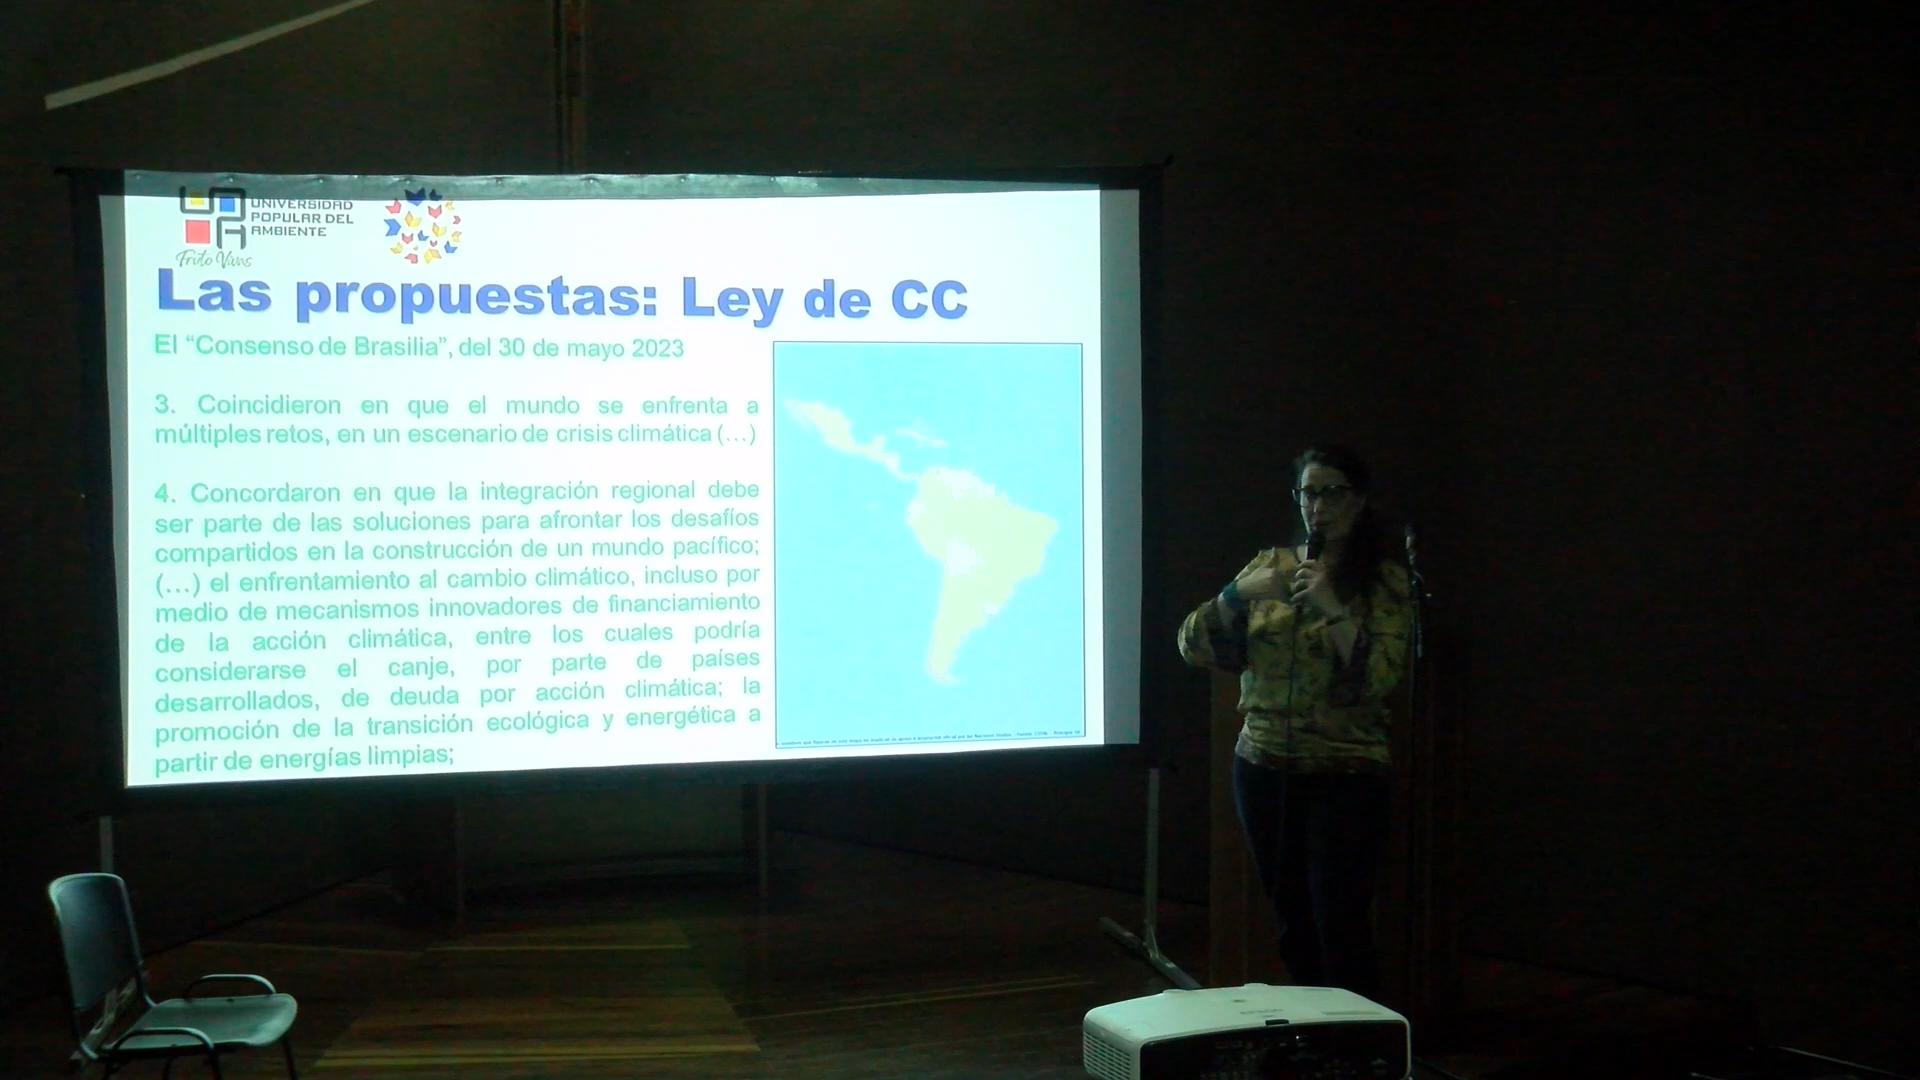 UNIVERSIDAD
POPULAR DEL
AMBIENTE
Fruto Vivas
Las propuestas: Ley de CC
El “Consenso de Brasilia”, del 30 de mayo 2023
3. Coincidieron en que el mundo se enfrenta a
múltiples retos, en un escenario de crisis climática (…)
4. Concordaron en que la integración regional debe
ser parte de las soluciones para afrontar los desafíos
compartidos en la construcción de un mundo pacífico;
(…) el enfrentamiento al cambio climático, incluso por
medio de mecanismos innovadores de financiamiento
de la acción climática, entre los cuales podría
considerarse el canje, por parte de países
desarrollados, de deuda por acción climática; la
promoción de la transición ecológica y energética a
partir de energías limpias;
EPSON